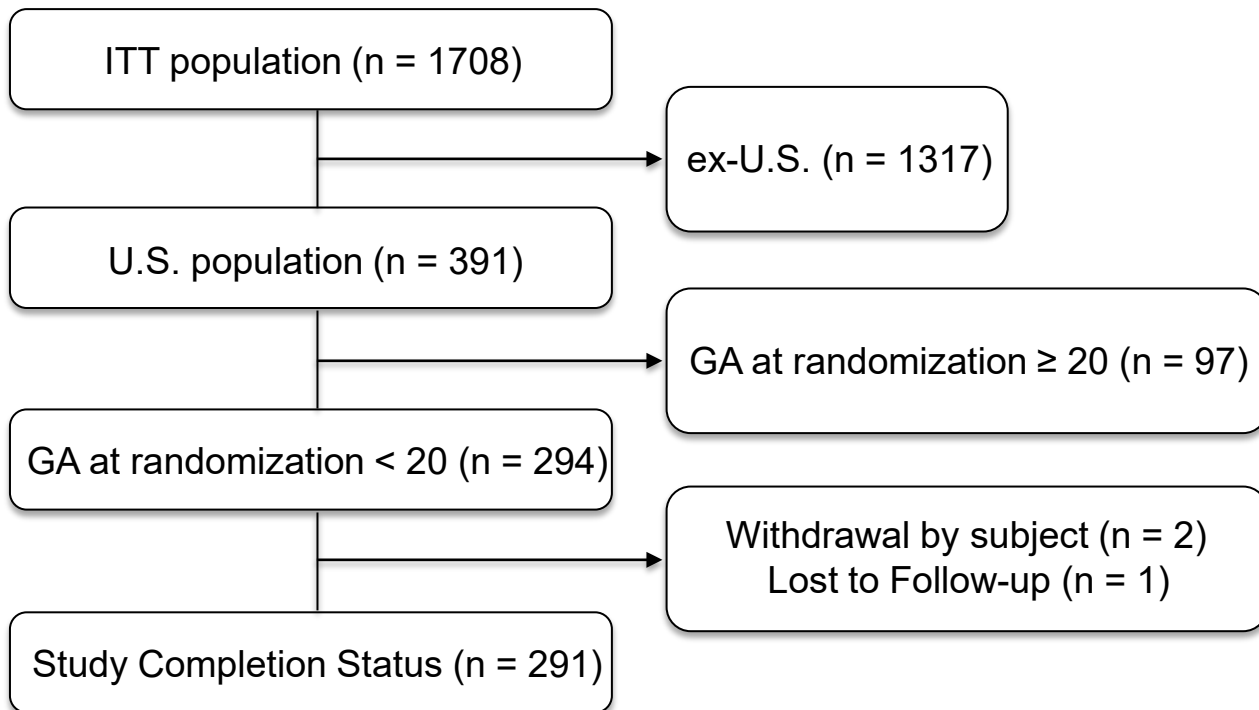 ITT population (n = 1708)
ex-U.S. (n = 1317)
U.S. population (n = 391)
GA at randomization ≥ 20 (n = 97)
GA at randomization < 20 (n = 294)
Withdrawal by subject (n = 2)
Lost to Follow-up (n = 1)
Study Completion Status (n = 291)